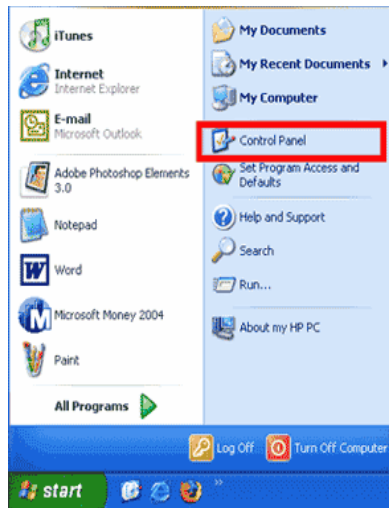 iTunes
Internet
Internet Explorer
E-mail
Microsoft Outlook
Adobe Photoshop Elements
3.0
Notepad
Word
Microsoft Money 2004
Paint
All Programs
My Documents
My Recent Documents
My Computer
Control Panel
Set Program Access and
Defaults
Help and Support
Search
Run...
About my HP PC
Log Off
Turn Off Computer
start